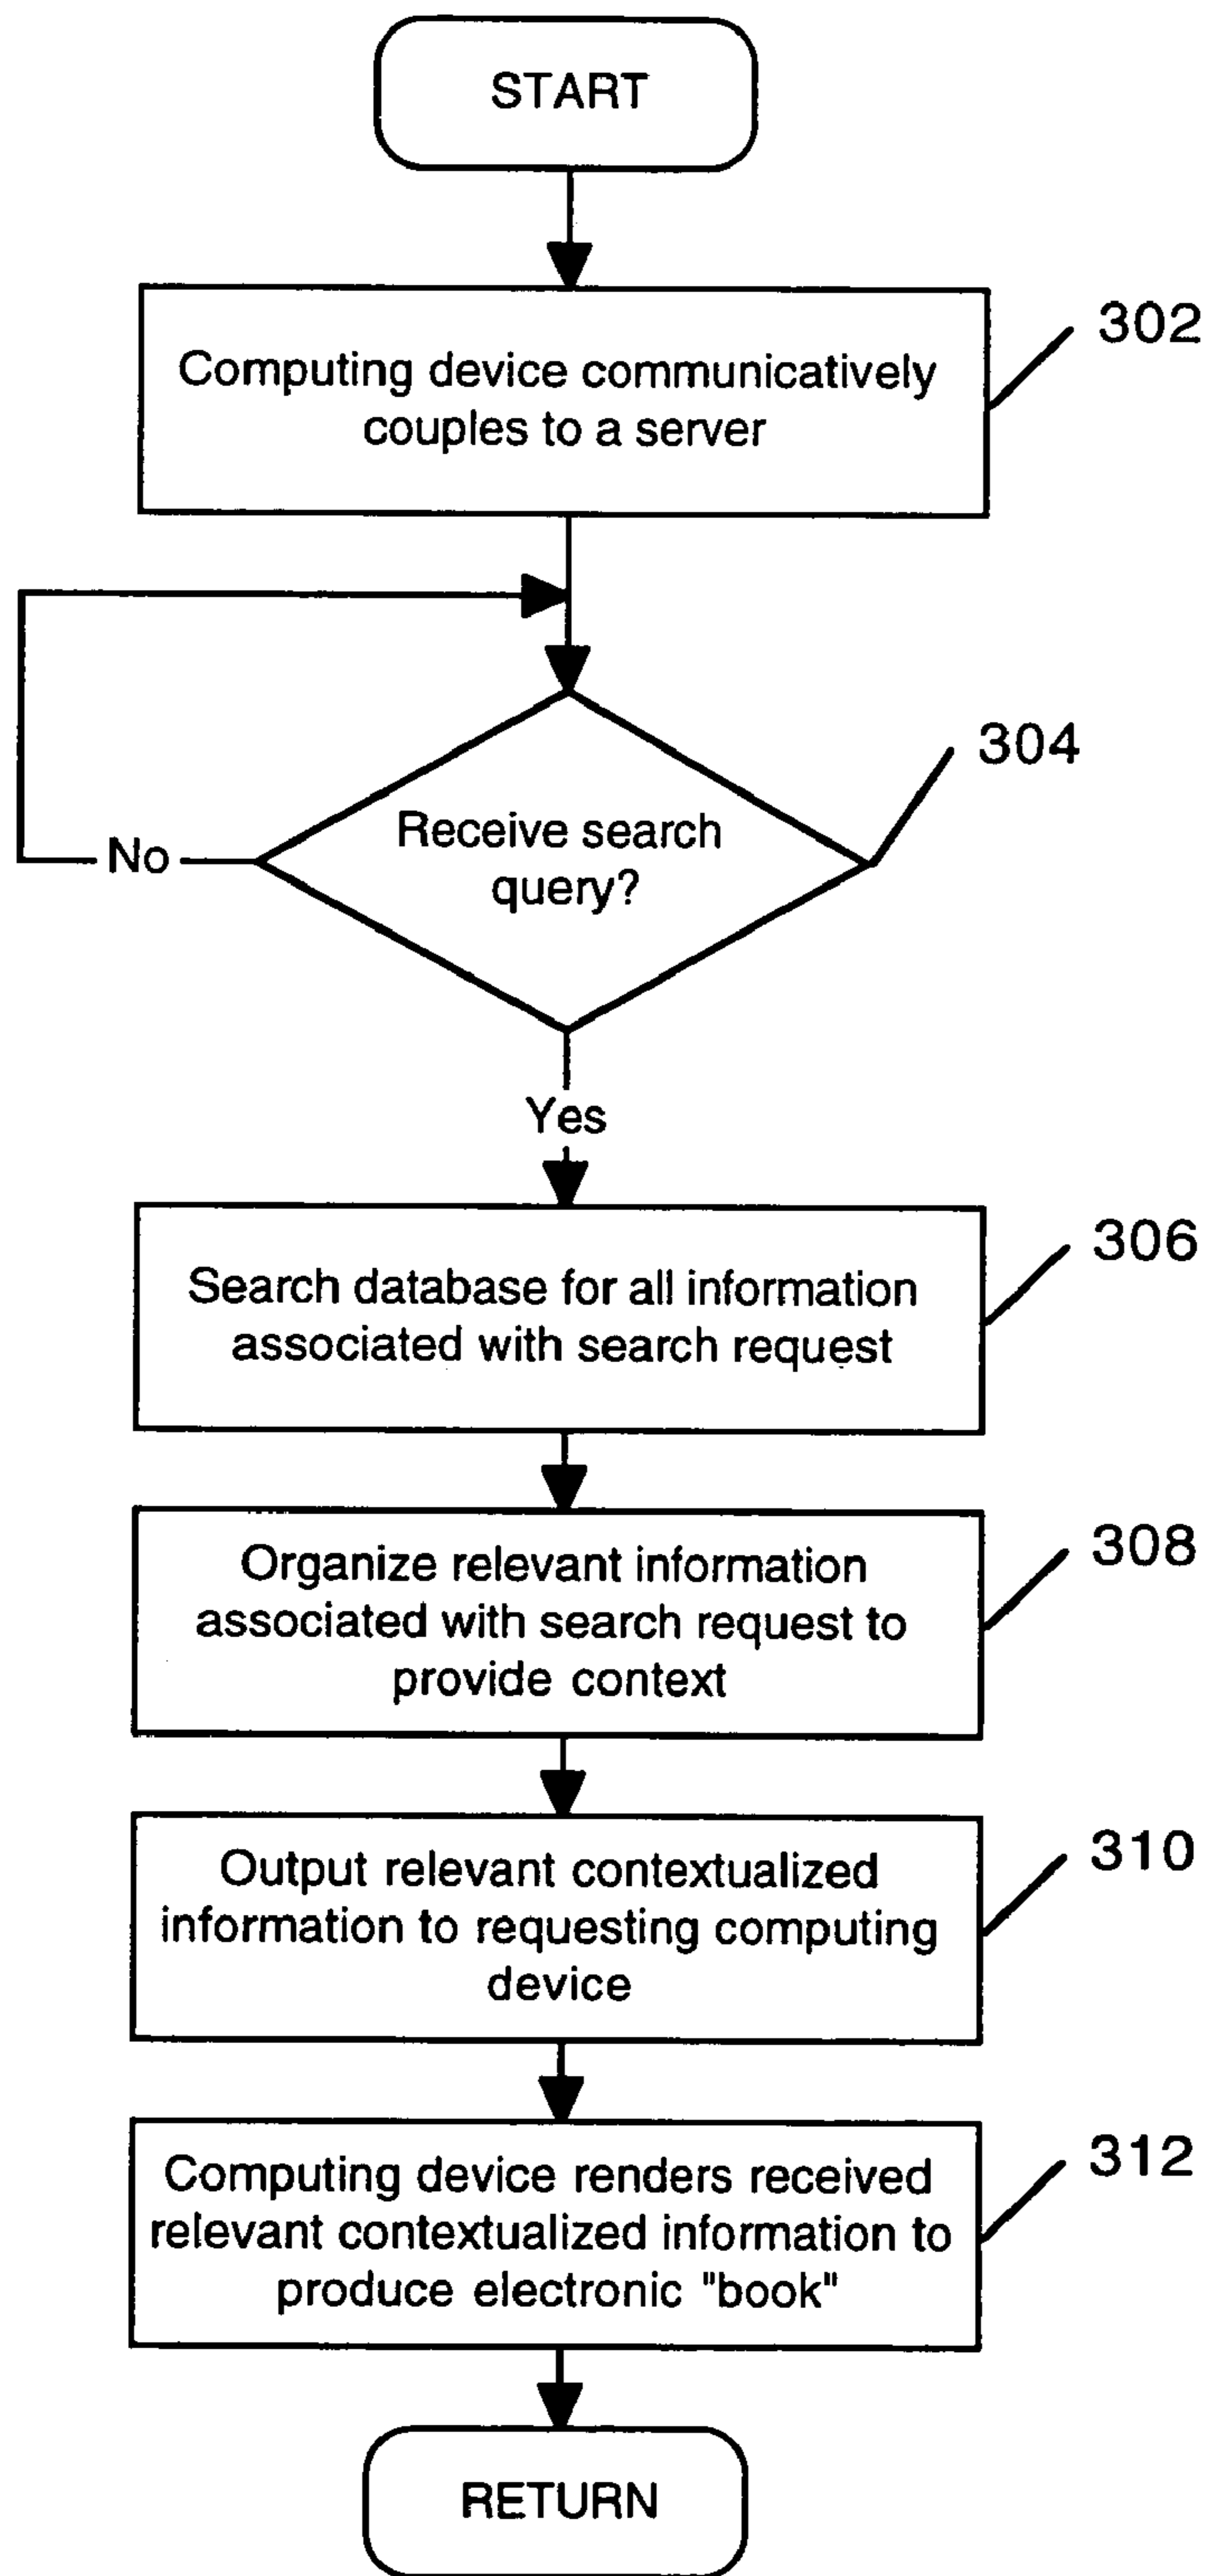 START
302
Computing device communicatively
couples to a server
304
Receive search
query?
No
Yes
306
Search database for all information
associated with search request
308
Organize relevant information
associated with search request to
provide context
310
Output relevant contextualized
information to requesting computing
device
312
Computing device renders received
relevant contextualized information to
produce electronic "book"
RETURN